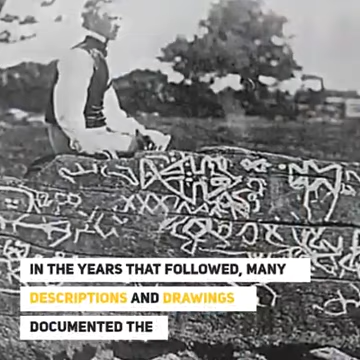 IN THE YEARS THAT FOLLOWED, MANY
DESCRIPTIONS AND DRAWINGS
DOCUMENTED THE